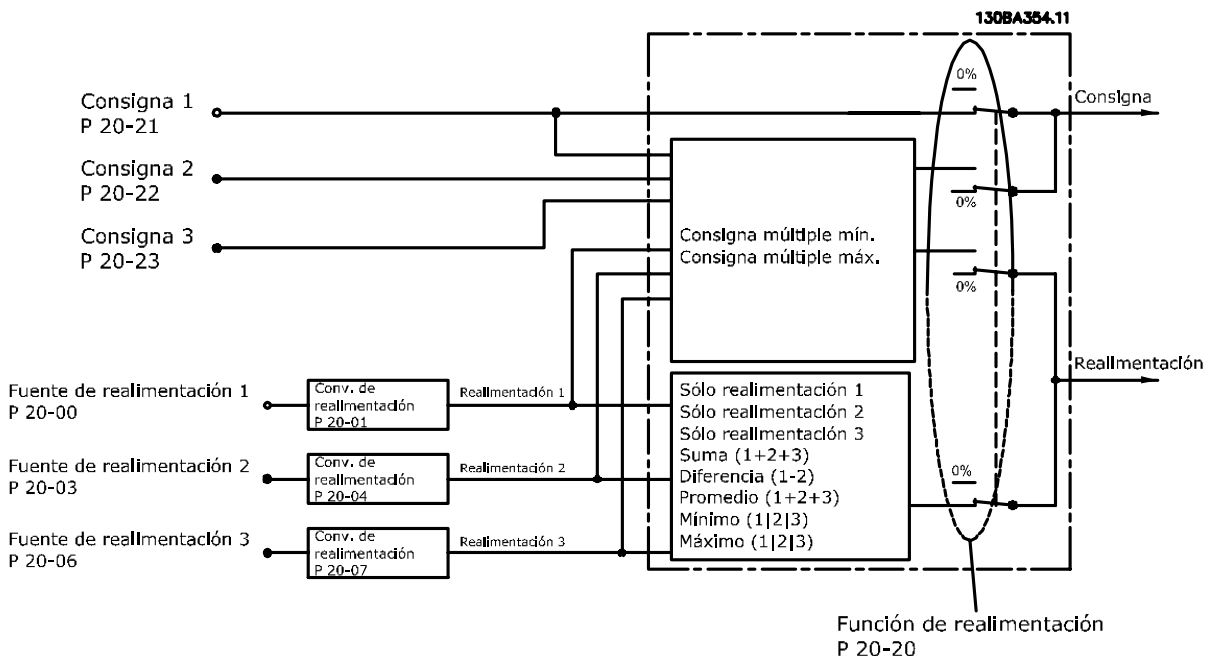 130BA354.11
Consigna 1
P 20-21
Consigna 2
P 20-22
Consigna 3
P 20-23
0%
Consigna
0%
Consigna múltiple mín.
Consigna múltiple máx.
0%
Realimentación
Fuente de realimentación 1
P 20-00
Conv. de
realimentación
P 20-01
Realimentación 1
Fuente de realimentación 2
P 20-03
Conv. de
realimentación
P 20-04
Realimentación 2
Fuente de realimentación 3
P 20-06
Conv. de
realimentación
P 20-07
Realimentación 3
Sólo realimentación 1
Sólo realimentación 2
Sólo realimentación 3
Suma (1+2+3)
Diferencia (1-2)
Promedio (1+2+3)
Mínimo (1|2|3)
Máximo (1|2|3)
0%
Función de realimentación
P 20-20